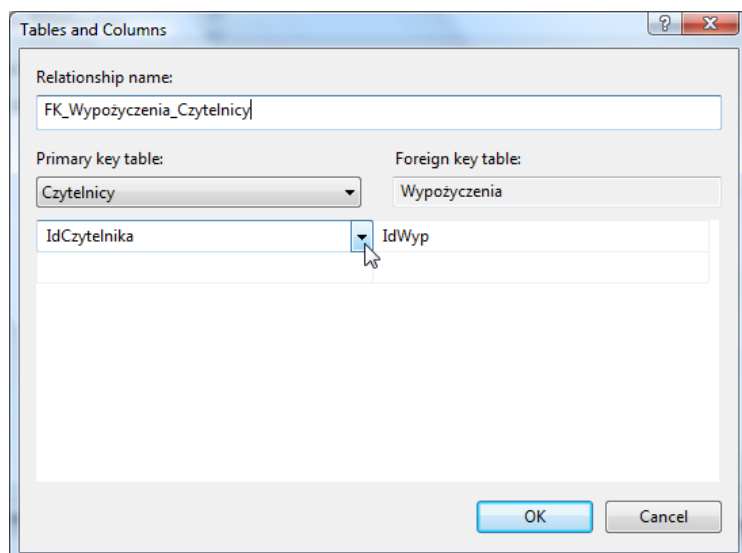 Tables and Columns
Relationship name:
FK_Wypożyczenia_Czytelnicy
Primary key table: Foreign key table:
Czytelnicy Wypożyczenia
IdCzytelnika IdWyp
OK Cancel